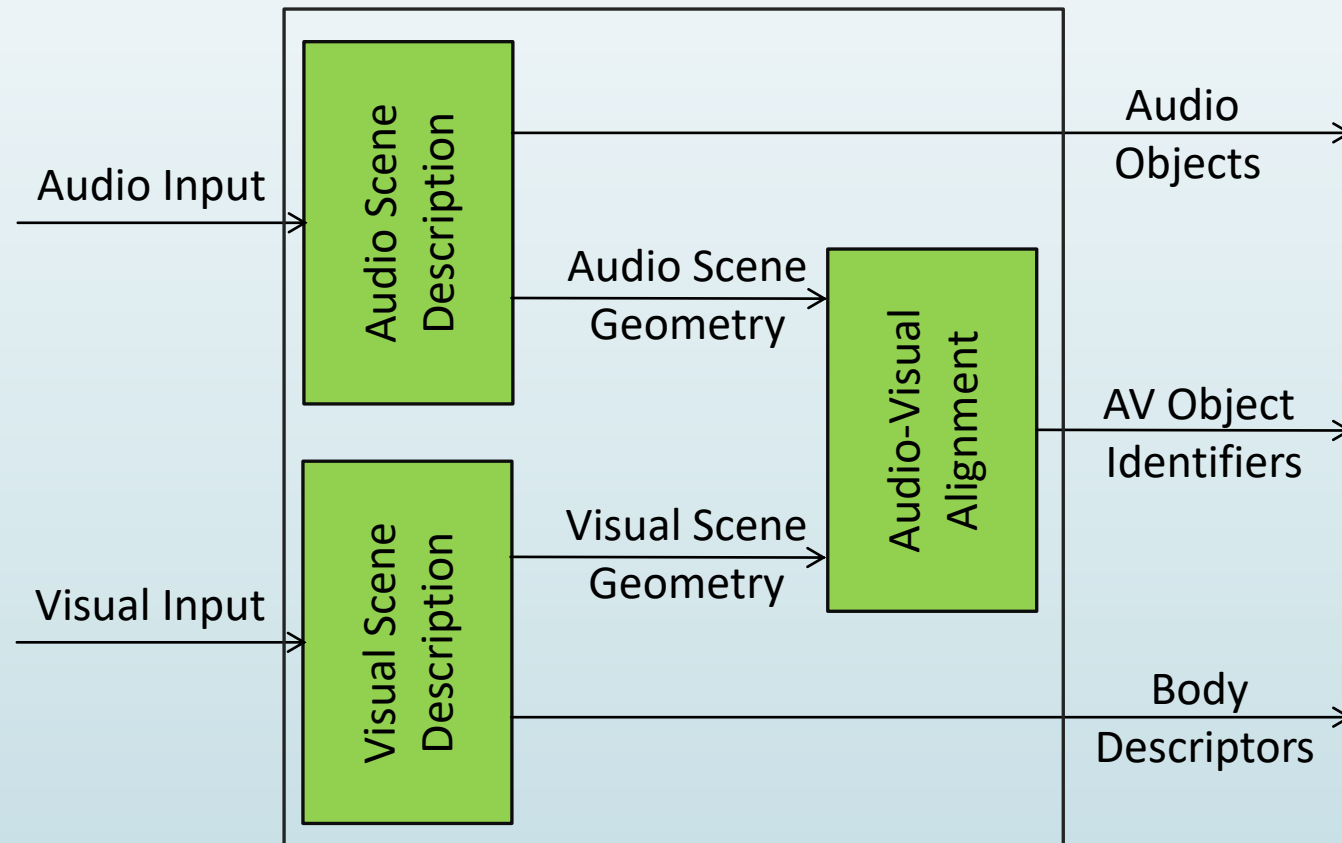 Audio Input
Audio Scene
Description
Audio
Objects
Audio Scene
Geometry
Audio-Visual
Alignment
AV Object
Identifiers
Visual Input
Visual Scene
Description
Visual Scene
Geometry
Body
Descriptors